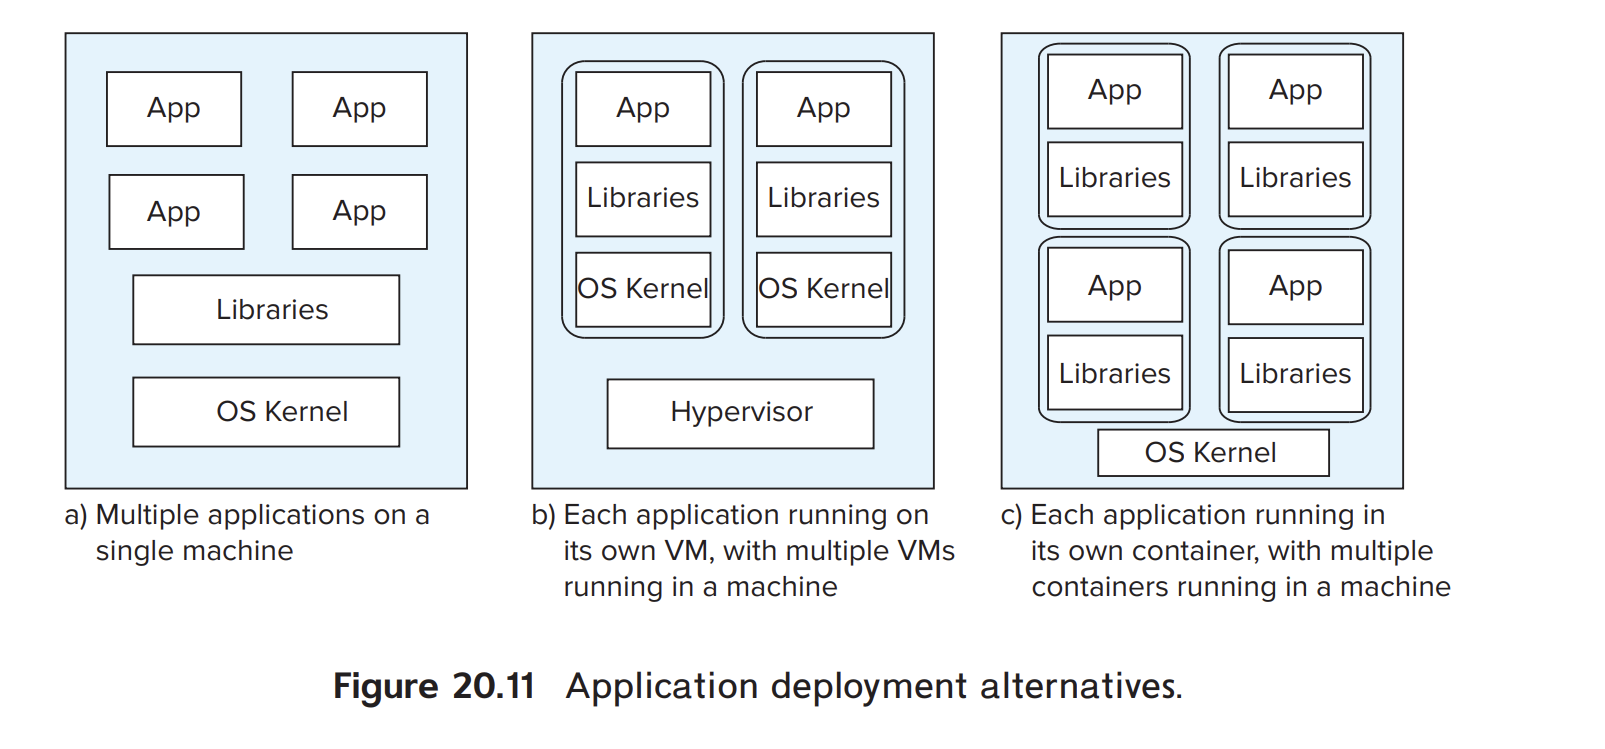 App
App
App
App
Libraries
OS Kernel
a) Multiple applications on a
single machine
App
Libraries
OS Kernel
App
Libraries
OS Kernel
Hypervisor
b) Each application running on
its own VM, with multiple VMs
running in a machine
App
Libraries
App
Libraries
App
Libraries
App
Libraries
OS Kernel
c) Each application running in
its own container, with multiple
containers running in a machine
Figure 20.11 Application deployment alternatives.